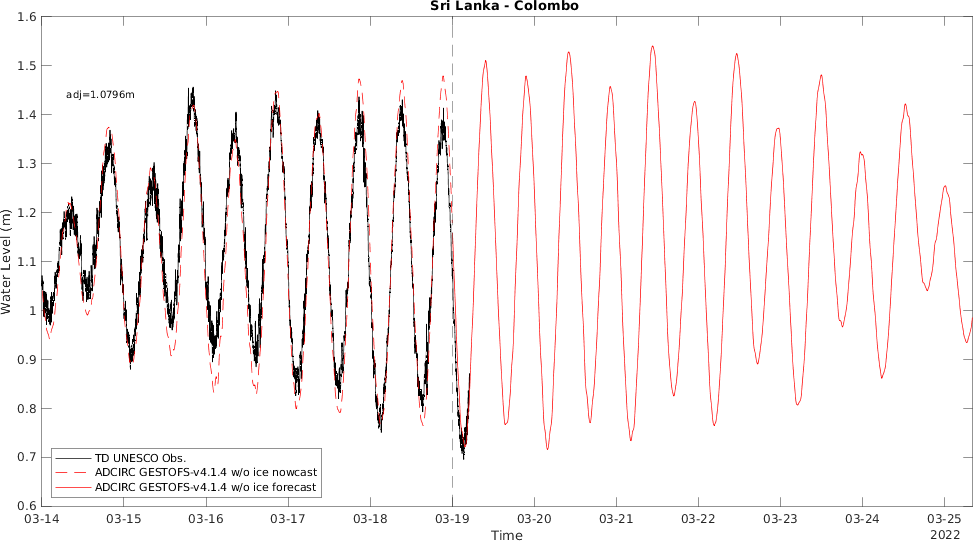 Sri Lanka - Colombo
1.6
1.5
1.4
1.3
1.2
1.1
1
0.9
0.8
0.7
0.6
Water Level (m)
adj=1.0796m
TD UNESCO Obs.
ADCIRC GESTOFS-v4.1.4 w/o ice nowcast
ADCIRC GESTOFS-v4.1.4 w/o ice forecast
03-14 03-15 03-16 03-17 03-18 03-19 03-20 03-21 03-22 03-23 03-24 03-25
2022
Time